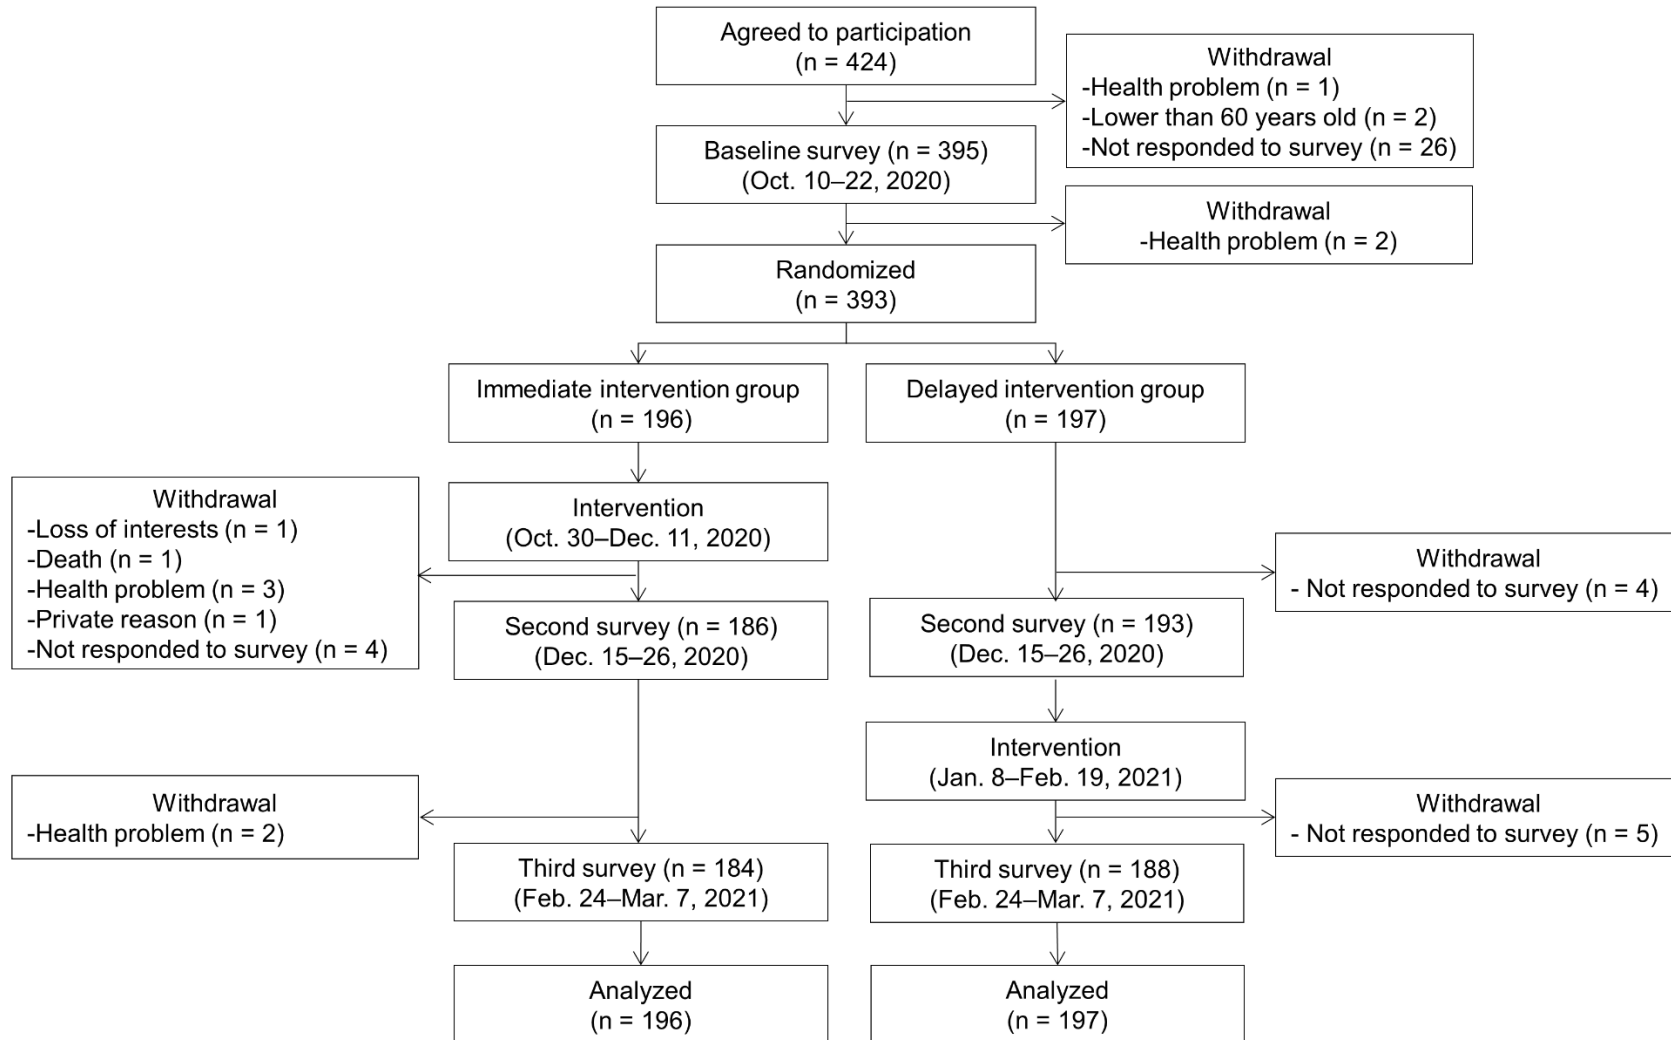 Agreed to participation
(n = 424)
Withdrawal
-Health problem (n = 1)
-Lower than 60 years old (n = 2)
-Not responded to survey (n = 26)
Baseline survey (n = 395)
(Oct. 10–22, 2020)
Withdrawal
-Health problem (n = 2)
Randomized
(n = 393)
Immediate intervention group
(n = 196)
Delayed intervention group
(n = 197)
Intervention
(Oct. 30–Dec. 11, 2020)
Withdrawal
-Loss of interests (n = 1)
-Death (n = 1)
-Health problem (n = 3)
-Private reason (n = 1)
-Not responded to survey (n = 4)
Withdrawal
- Not responded to survey (n = 4)
Second survey (n = 186)
(Dec. 15–26, 2020)
Second survey (n = 193)
(Dec. 15–26, 2020)
Intervention
(Jan. 8–Feb. 19, 2021)
Withdrawal
-Health problem (n = 2)
Withdrawal
- Not responded to survey (n = 5)
Third survey (n = 184)
(Feb. 24–Mar. 7, 2021)
Third survey (n = 188)
(Feb. 24–Mar. 7, 2021)
Analyzed
(n = 196)
Analyzed
(n = 197)